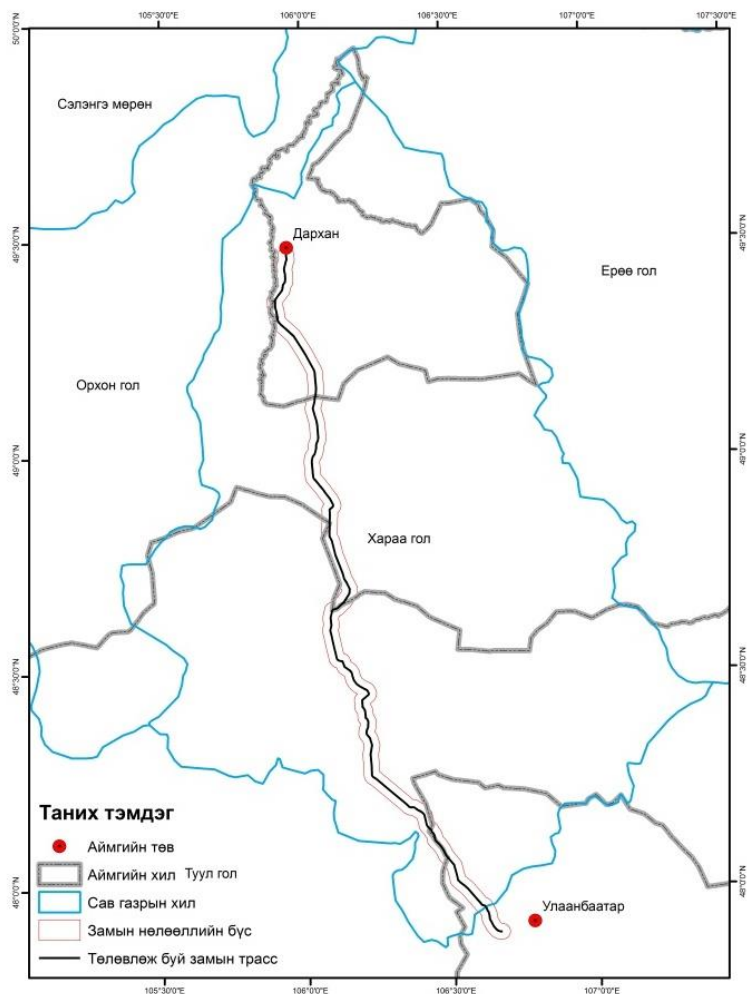 105°30'0"E 106°0'0"E 106°30'0"E 107°0'0"E 107°30'0"E
50°0'0"N
Сэлэнгэ мөрөн
Дархан
49°30'0"N
49°30'0"N
Ерөө гол
Орхон гол
49°0'0"N
49°0'0"N
Хараа гол
48°30'0"N
48°30'0"N
Таних тэмдэг
Аймгийн төв
Аймгийн хил
Туул гол
Сав газрын хил
Замын нөлөөллийн бүс
Төлөвлөж буй замын трасс
48°0'0"N
48°0'0"N
Улаанбаатар
105°30'0"E 106°0'0"E 106°30'0"E 107°0'0"E